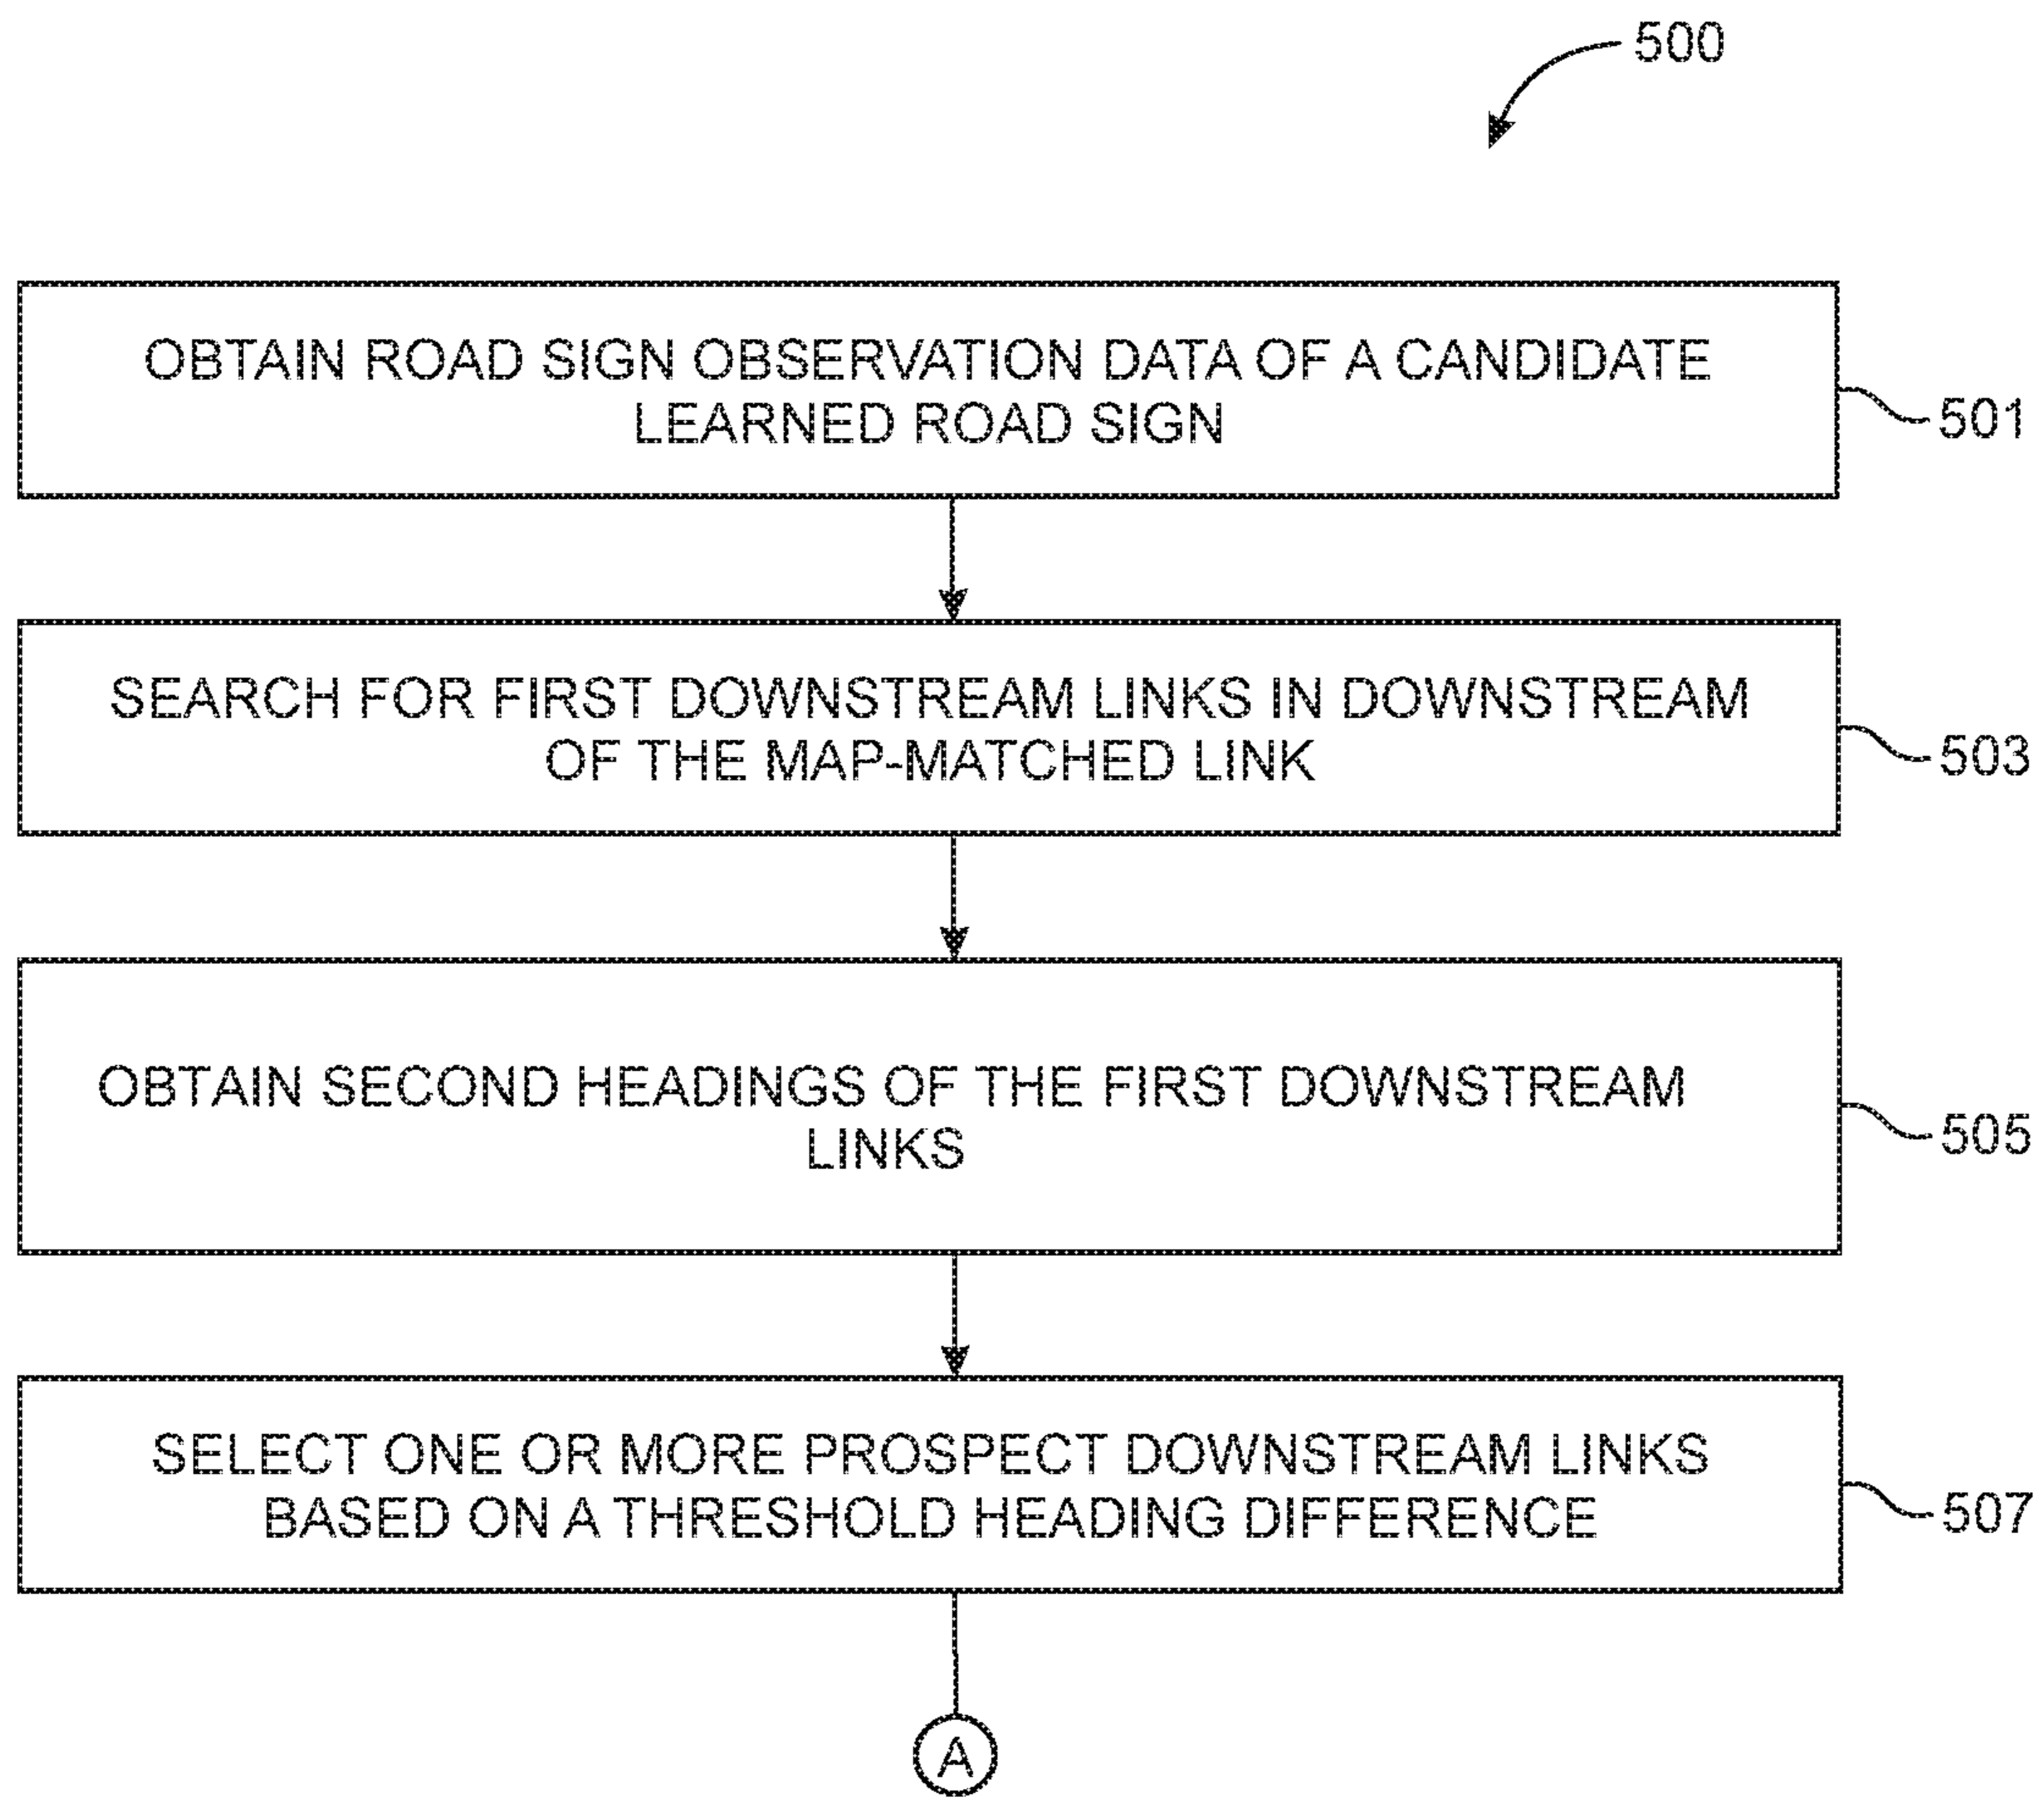 500
OBTAIN ROAD SIGN OBSERVATION DATA OF A CANDIDATE
LEARNED ROAD SIGN
501
SEARCH FOR FIRST DOWNSTREAM LINKS IN DOWNSTREAM
OF THE MAP-MATCHED LINK
503
OBTAIN SECOND HEADINGS OF THE FIRST DOWNSTREAM
LINKS
505
SELECT ONE OR MORE PROSPECT DOWNSTREAM LINKS
BASED ON A THRESHOLD HEADING DIFFERENCE
507
A